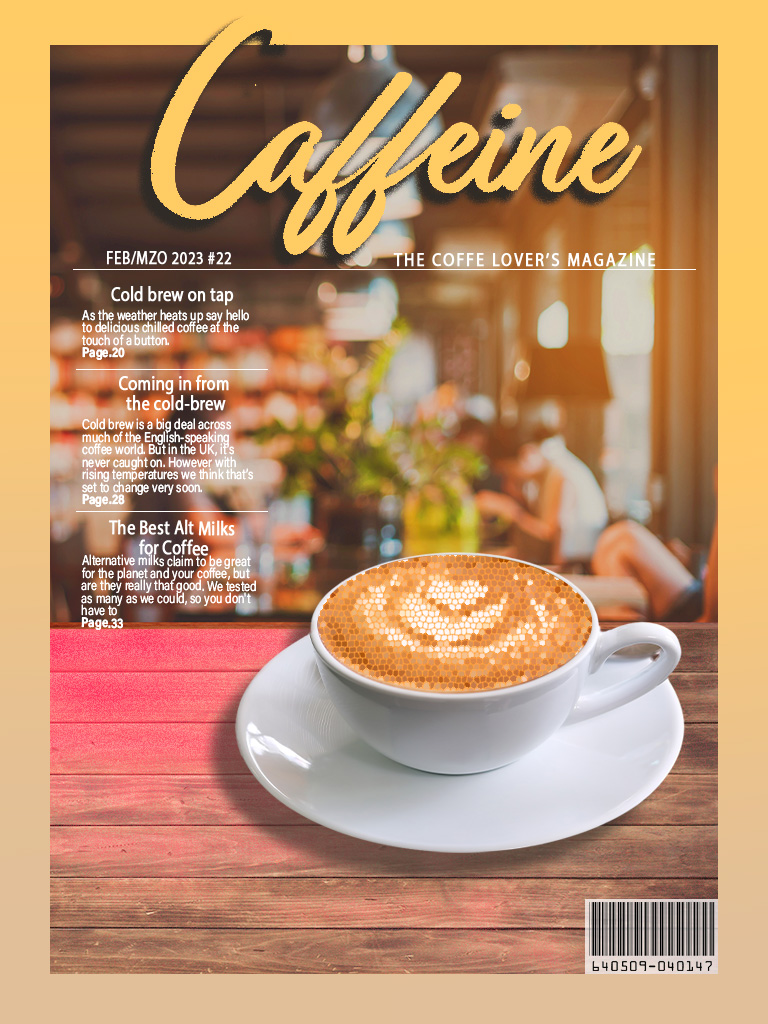 Caffeine
FEB/MZO 2023 #22
THE COFFE LOVER'S MAGAZINE
Cold brew on tap
As the weather heats up say hello
to delicious chilled coffee at the
touch of a button.
Page.20
Coming in from
the cold-brew
Cold brew is a big deal across
much of the English-speaking
coffee world. But in the UK, it's
never caught on. However with
rising temperatures we think that's
set to change very soon.
Page.28
The Best Alt Milks
for Coffee
Alternative milks claim to be great
for the planet and your coffee, but
are they really that good. We tested
as many as we could, so you don't
have to
Page.33
640509-040147